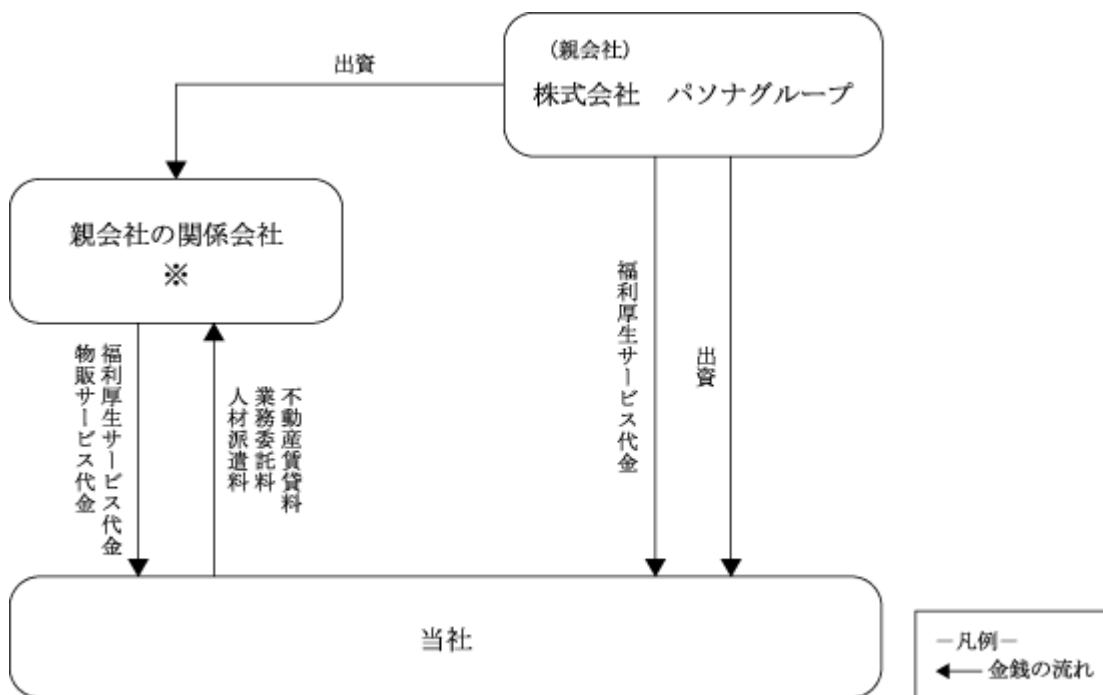 (親会社)
株式会社　パソナグループ
出資
親会社の関係会社
※
福利厚生サービス代金
物販サービス代金
不動産賃貸料
業務委託料
人材派遣料
福利厚生サービス代金
出資
当社
－凡例－
金銭の流れ